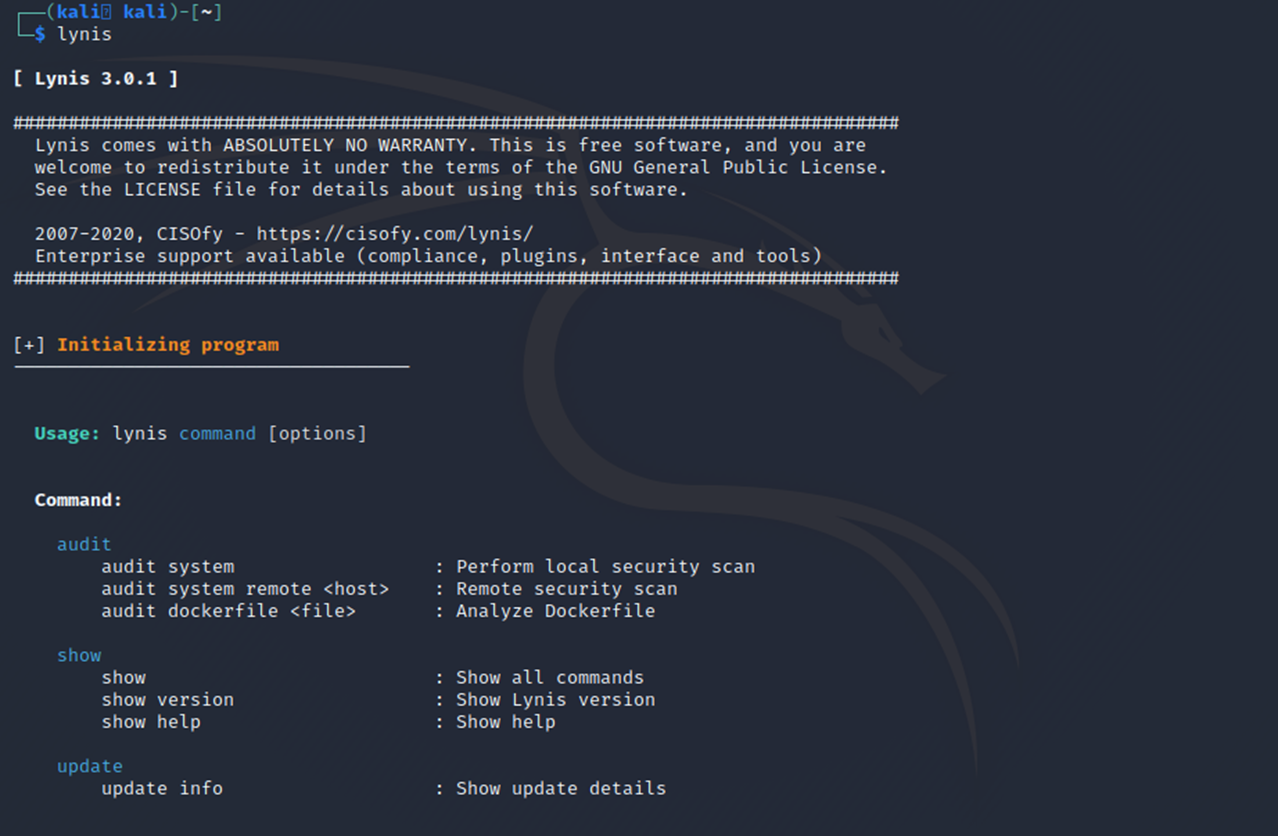 ┌──(kali㉿ kali)-[~]
└─$ lynis
[ Lynis 3.0.1 ]
################################################################################
Lynis comes with ABSOLUTELY NO WARRANTY. This is free software, and you are
welcome to redistribute it under the terms of the GNU General Public License.
See the LICENSE file for details about using this software.
2007-2020, CISOfy - https://cisofy.com/lynis/
Enterprise support available (compliance, plugins, interface and tools)
################################################################################
[+] Initializing program
------------------------------------
Usage: lynis command [options]
Command:
audit
audit system : Perform local security scan
audit system remote <host> : Remote security scan
audit dockerfile <file> : Analyze Dockerfile
show
show : Show all commands
show version : Show Lynis version
show help : Show help
update
update info : Show update details